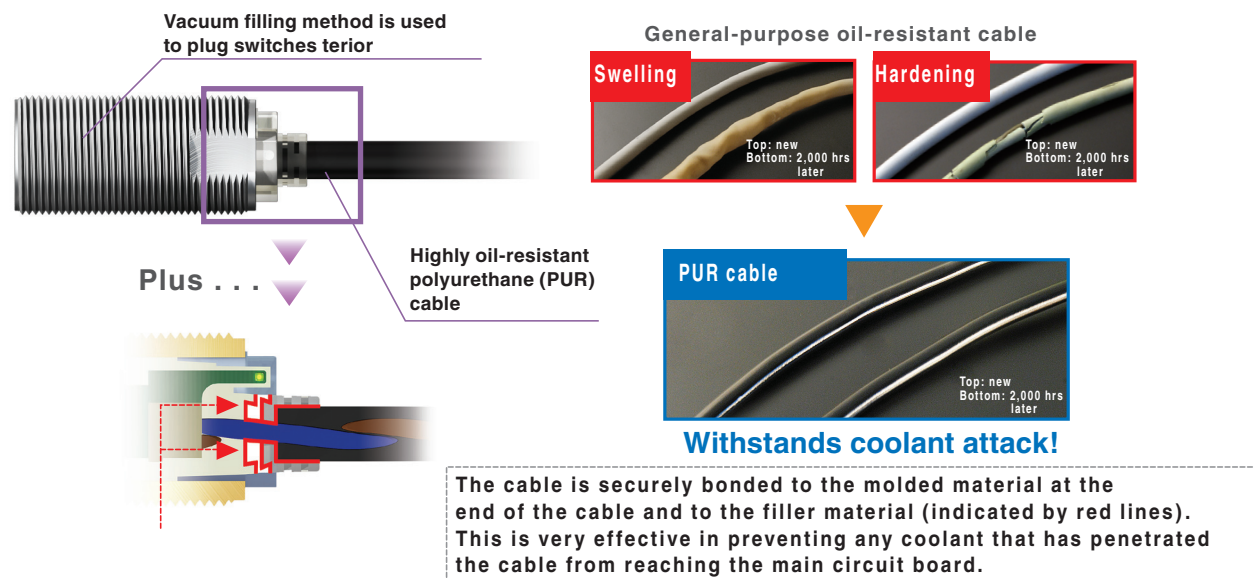 Vacuum filling method is used
to plug switches terior
Highly oil-resistant
polyurethane (PUR)
cable
Plus . . .
General-purpose oil-resistant cable
Swelling
Top: new
Bottom: 2,000 hrs
later
Hardening
Top: new
Bottom: 2,000 hrs
later
PUR cable
Top: new
Bottom: 2,000 hrs
later
Withstands coolant attack!
The cable is securely bonded to the molded material at the
end of the cable and to the filler material (indicated by red lines).
This is very effective in preventing any coolant that has penetrated
the cable from reaching the main circuit board.